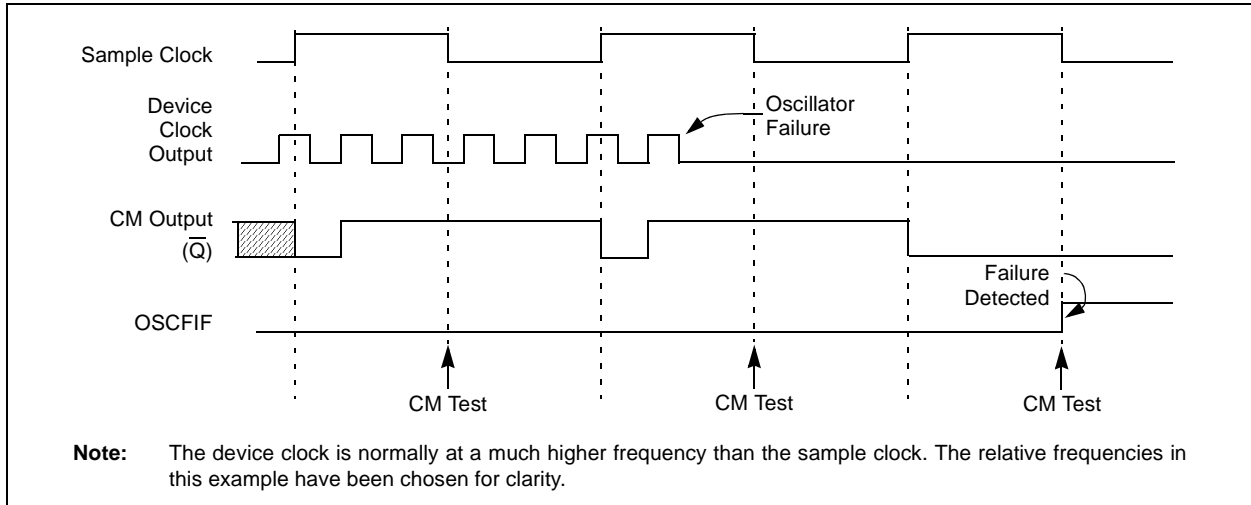 Sample Clock
Device
Clock
Output
Oscillator
Failure
CM Output
(Q̅)
Failure
Detected
OSCFIF
CM Test
CM Test
CM Test
Note: The device clock is normally at a much higher frequency than the sample clock. The relative frequencies in
this example have been chosen for clarity.